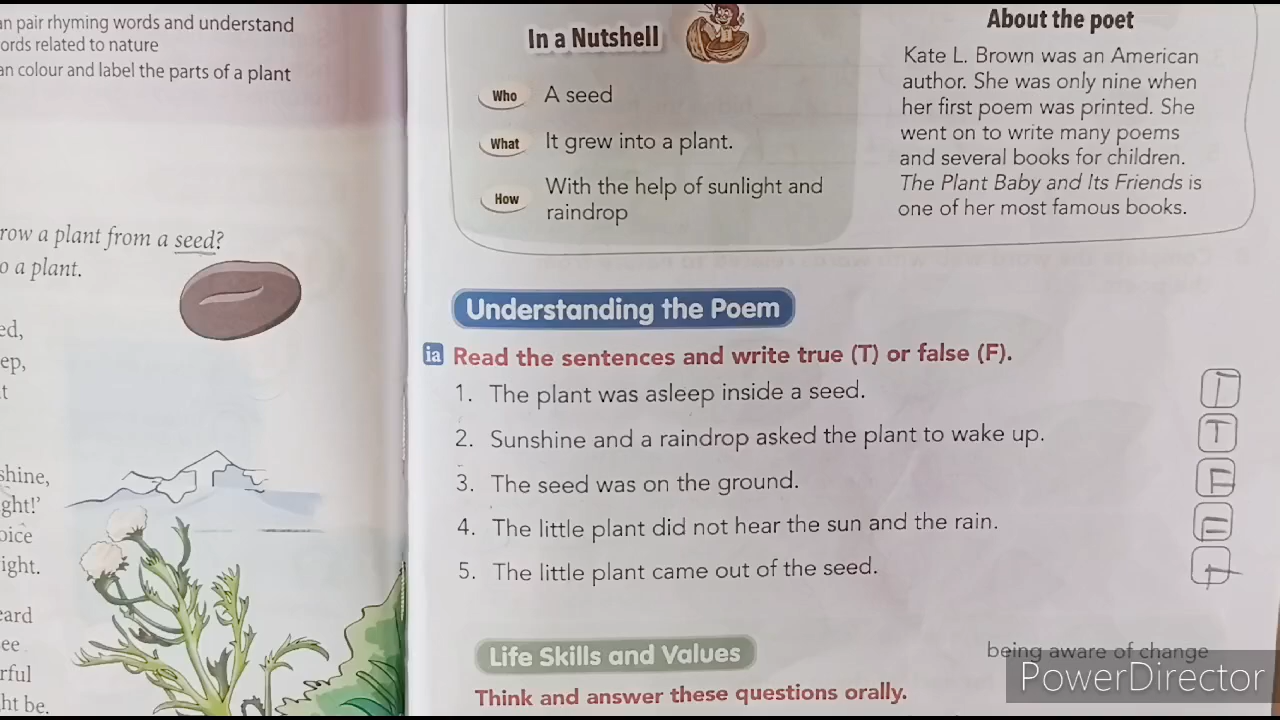 an pair rhyming words and understand
ords related to nature
an colour and label the parts of a plant
row a plant from a seed?
o a plant.
ed,
ep,
t
shine,
ght!'
oice
ight.
eard
ee
rful
ht be.
In a Nutshell
Who A seed
What It grew into a plant.
How With the help of sunlight and
raindrop
About the poet
Kate L. Brown was an American
author. She was only nine when
her first poem was printed. She
went on to write many poems
and several books for children.
The Plant Baby and Its Friends is
one of her most famous books.
Understanding the Poem
ia Read the sentences and write true (T) or false (F).
1. The plant was asleep inside a seed. T
2. Sunshine and a raindrop asked the plant to wake up. T
3. The seed was on the ground. F
4. The little plant did not hear the sun and the rain. F
5. The little plant came out of the seed. T
Life Skills and Values
being aware of change
Think and answer these questions orally.
PowerDirector